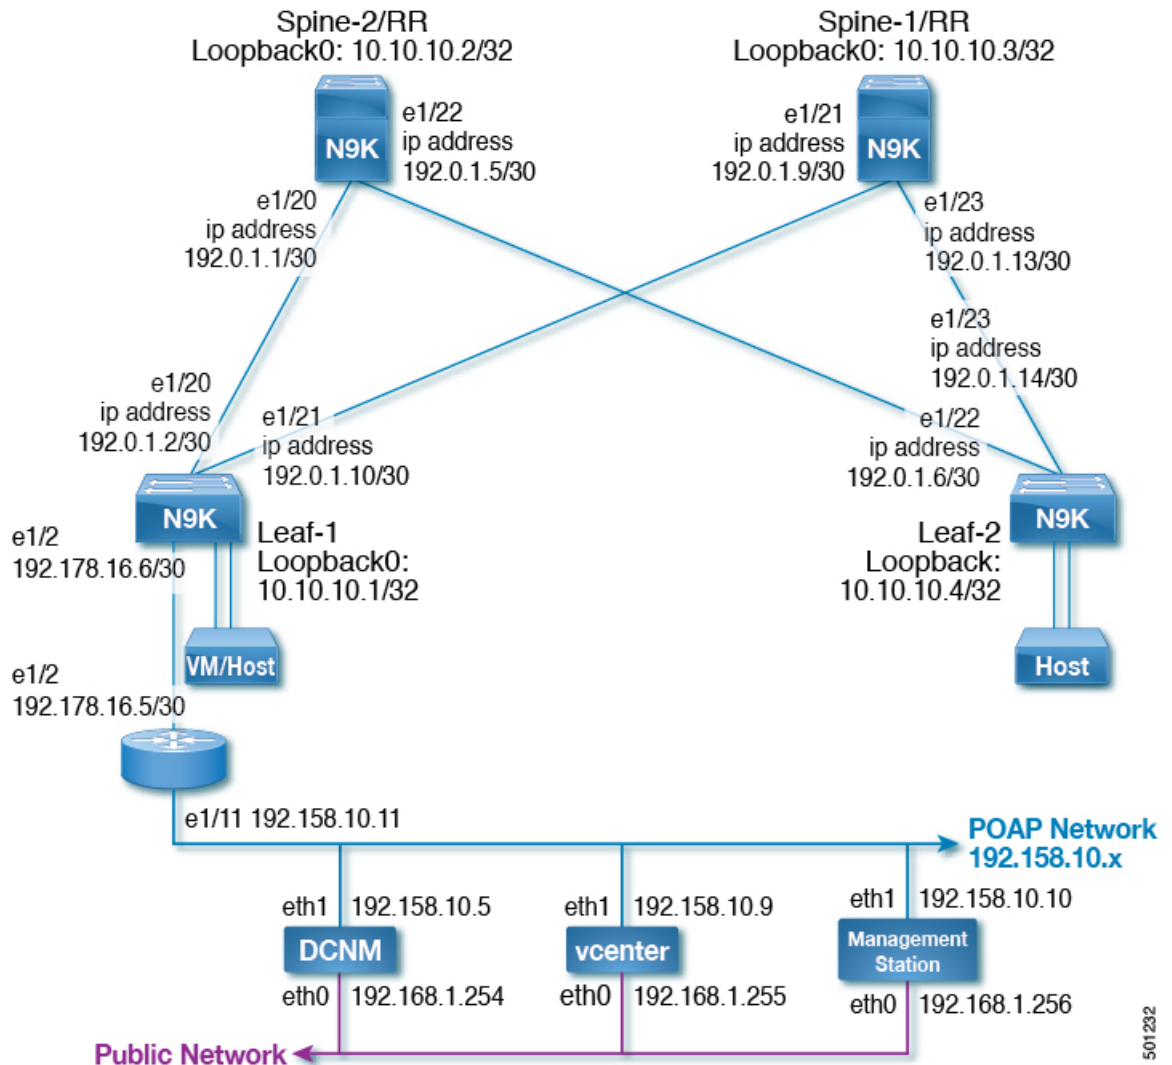 Spine-2/RR
Loopback0: 10.10.10.2/32
Spine-1/RR
Loopback0: 10.10.10.3/32
N9K
e1/22
ip address
192.0.1.5/30
e1/21
ip address
192.0.1.9/30
N9K
e1/20
ip address
192.0.1.1/30
e1/23
ip address
192.0.1.13/30
e1/23
ip address
192.0.1.14/30
e1/20
ip address
192.0.1.2/30
e1/21
ip address
192.0.1.10/30
e1/22
ip address
192.0.1.6/30
N9K
Leaf-1
Loopback0:
10.10.10.1/32
N9K
Leaf-2
Loopback:
10.10.10.4/32
e1/2
192.178.16.6/30
VM/Host
Host
e1/2
192.178.16.5/30
e1/11 192.158.10.11
POAP Network
192.158.10.x
eth1 192.158.10.5
DCNM
eth0 192.168.1.254
eth1 192.158.10.9
vcenter
eth0 192.168.1.255
eth1 192.158.10.10
Management
Station
eth0 192.168.1.256
Public Network
501232